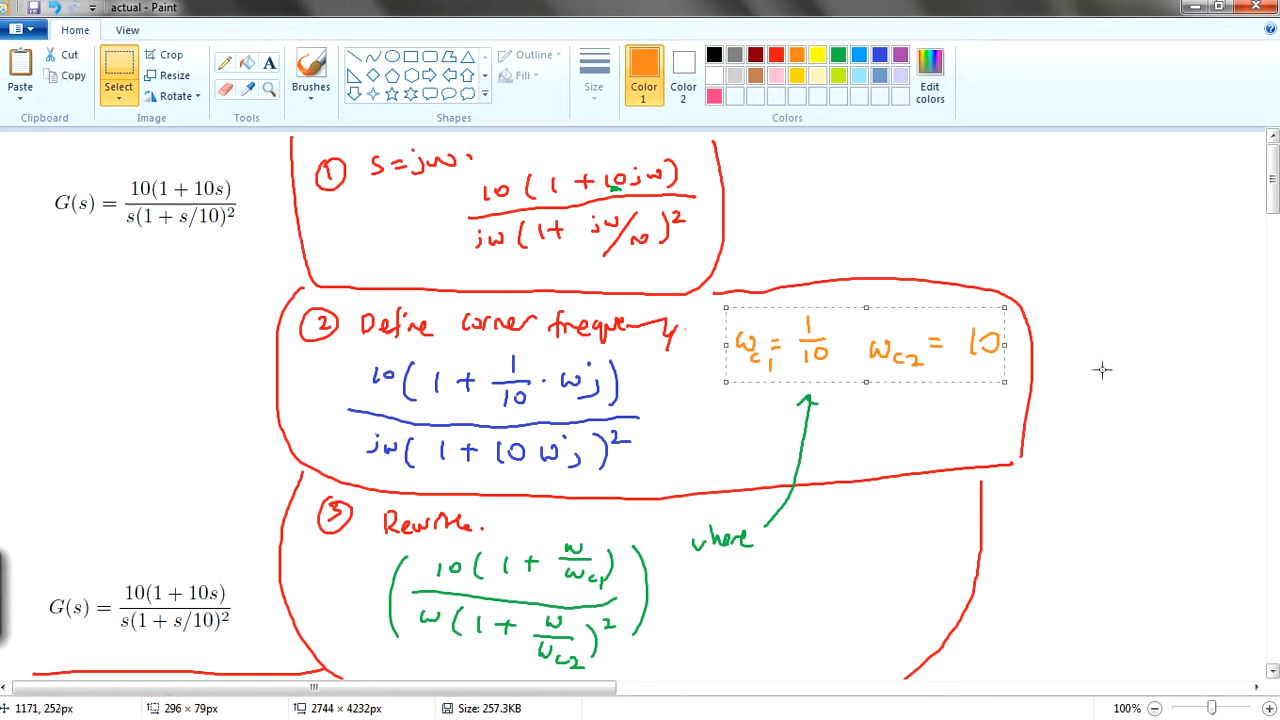 actual - Paint
Home View
Paste Cut Copy Select Crop Resize Rotate Brushes Outline Fill Size Color 1 Color 2 Edit colors
Clipboard Image Tools Shapes Colors
① s=jω.
10(1+10jω)
jω(1+ jω/10)²
G(s) = 10(1 + 10s) / s(1 + s/10)²
② Define corner frequency.
10(1 + 1/10 · ωj)
jω(1 + 10ωj)²
ωc1 = 1/10 ωc2 = 10
③ Rewrite.
where
(10(1 + ω/ωc1) / ω(1 + ω/ωc2)²)
G(s) = 10(1 + 10s) / s(1 + s/10)²
1171, 252px 296 × 79px 2744 × 4232px Size: 257.3KB 100%